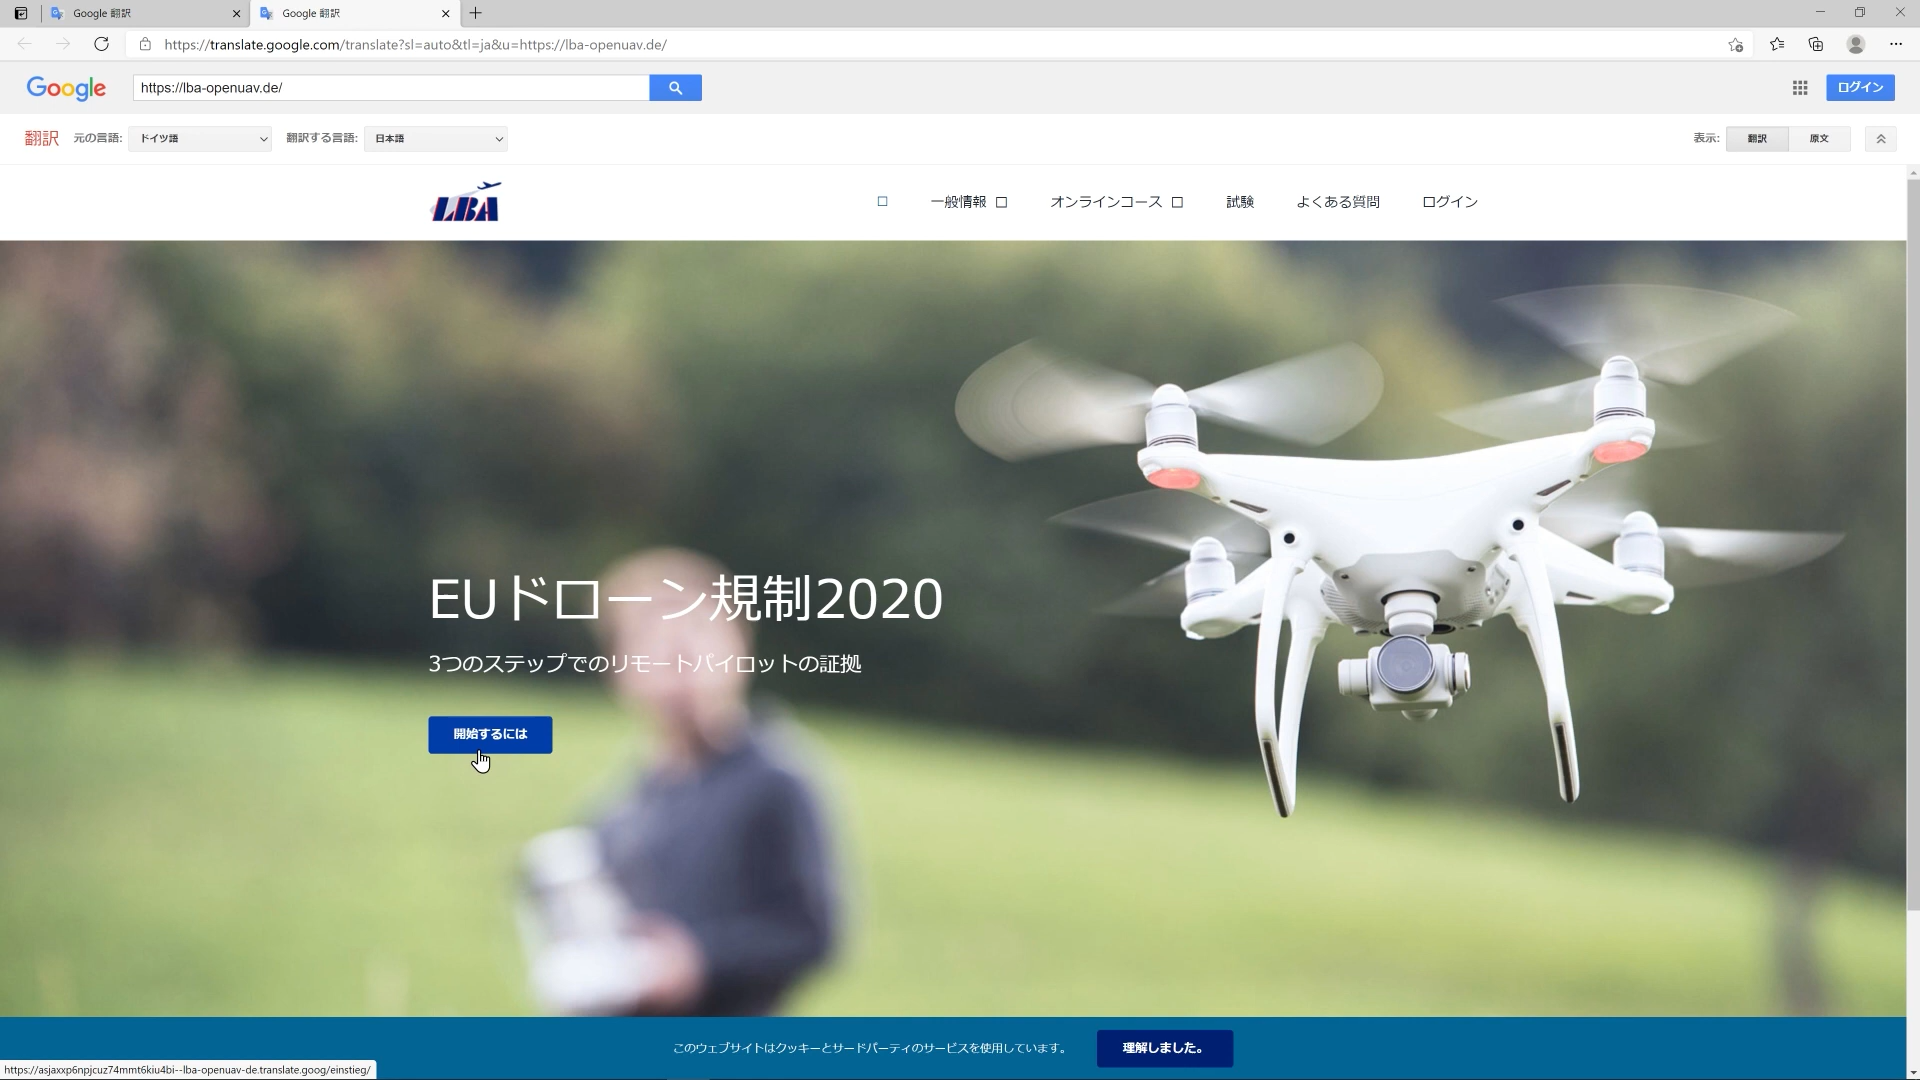 Google 翻訳
Google 翻訳
https://translate.google.com/translate?sl=auto&tl=ja&u=https://lba-openuav.de/
Google
https://lba-openuav.de/
ログイン
翻訳 元の言語: ドイツ語 翻訳する言語: 日本語
表示: 翻訳 原文
LBA
一般情報 オンラインコース 試験 よくある質問 ログイン
EUドローン規制2020
3つのステップでのリモートパイロットの証拠
開始するには
このウェブサイトはクッキーとサードパーティのサービスを使用しています。
理解しました。
https://asjaxxp6npjcuz74mmt6kiu4bi--lba-openuav-de.translate.goog/einstieg/